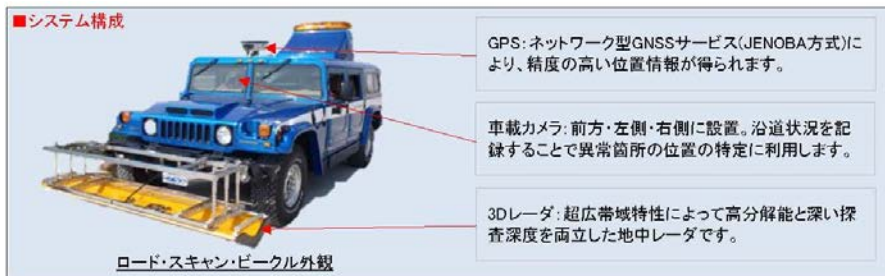 ■システム構成
GPS：ネットワーク型GNSSサービス(JENOBA方式)に
より、精度の高い位置情報が得られます。
車載カメラ：前方・左側・右側に設置。沿道状況を記
録することで異常箇所の位置の特定に利用します。
3Dレーダ：超広帯域特性によって高分解能と深い探
査深度を両立した地中レーダです。
ロード・スキャン・ビークル外観